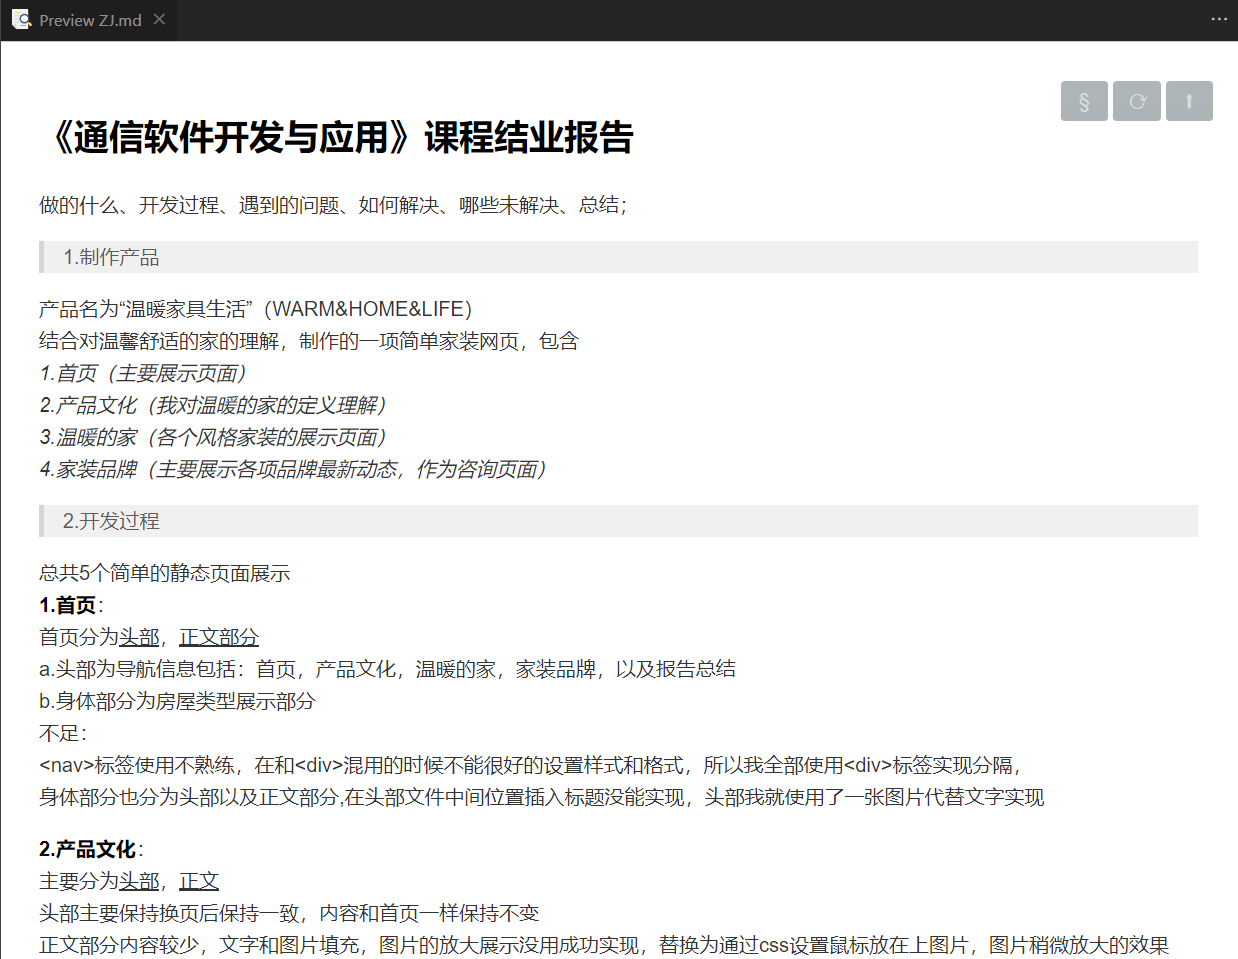 Preview ZJ.md
《通信软件开发与应用》课程结业报告
做的什么、开发过程、遇到的问题、如何解决、哪些未解决、总结；
1.制作产品
产品名为“温暖家具生活”（WARM&HOME&LIFE）
结合对温馨舒适的家的理解，制作的一项简单家装网页，包含
1.首页（主要展示页面）
2.产品文化（我对温暖的家的定义理解）
3.温暖的家（各个风格家装的展示页面）
4.家装品牌（主要展示各项品牌最新动态，作为咨询页面）
2.开发过程
总共5个简单的静态页面展示
1.首页：
首页分为头部，正文部分
a.头部为导航信息包括：首页，产品文化，温暖的家，家装品牌，以及报告总结
b.身体部分为房屋类型展示部分
不足：
<nav>标签使用不熟练，在和<div>混用的时候不能很好的设置样式和格式，所以我全部使用<div>标签实现分隔，
身体部分也分为头部以及正文部分,在头部文件中间位置插入标题没能实现，头部我就使用了一张图片代替文字实现
2.产品文化：
主要分为头部，正文
头部主要保持换页后保持一致，内容和首页一样保持不变
正文部分内容较少，文字和图片填充，图片的放大展示没用成功实现，替换为通过css设置鼠标放在上图片，图片稍微放大的效果